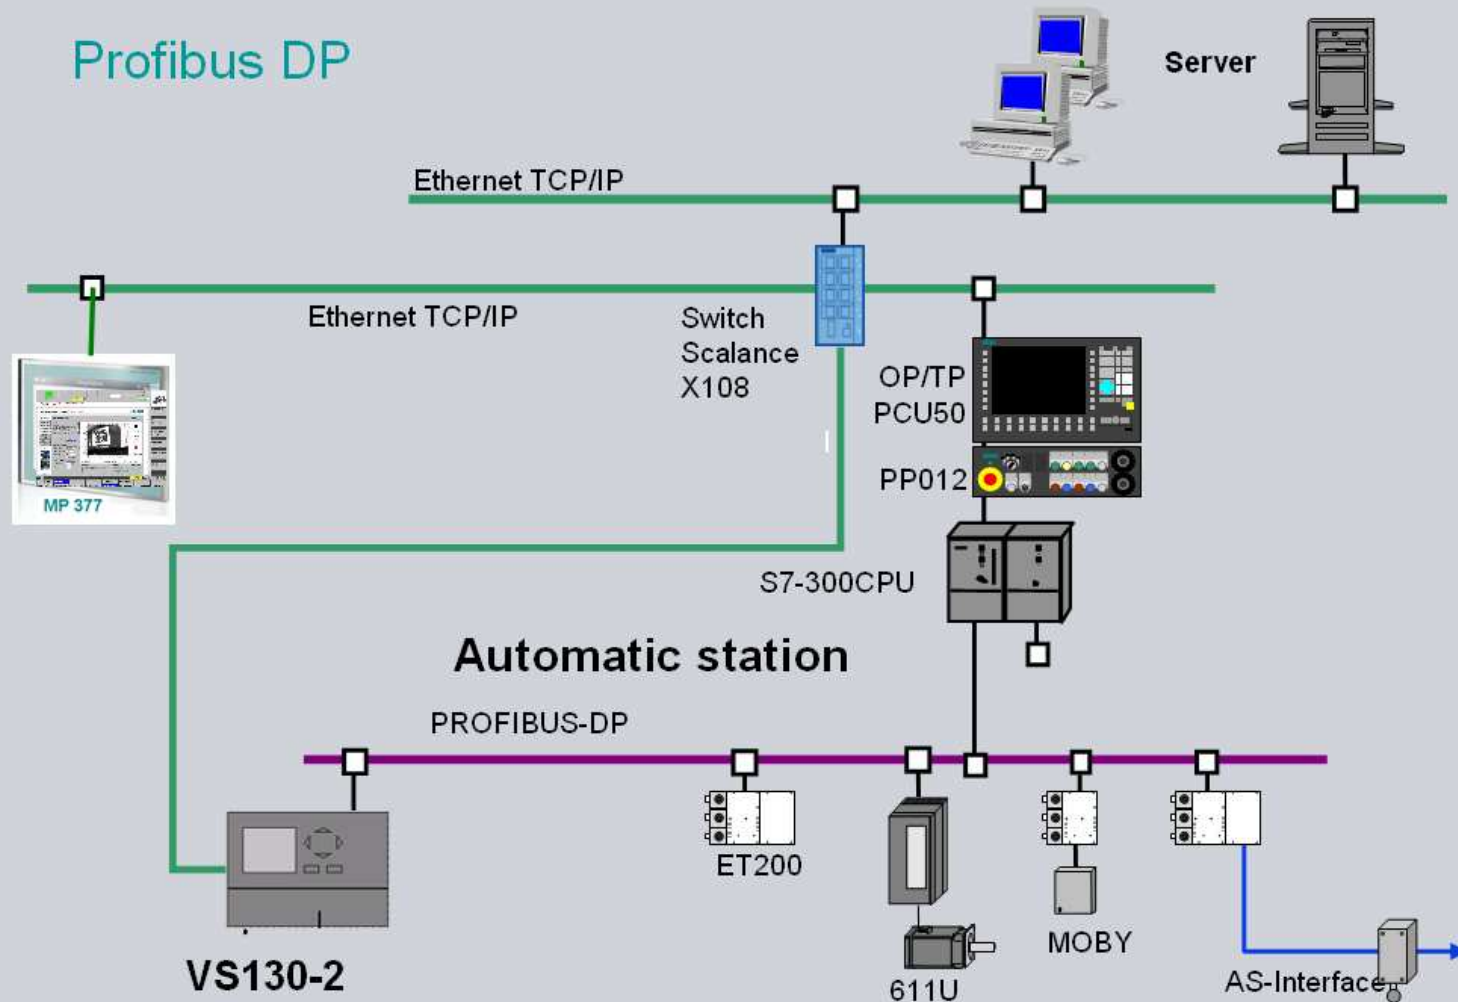 Profibus DP
Server
Ethernet TCP/IP
Ethernet TCP/IP
Switch
Scalance
X108
OP/TP
PCU50
PP012
MP 377
S7-300CPU
Automatic station
PROFIBUS-DP
ET200
MOBY
VS130-2
611U
AS-Interface